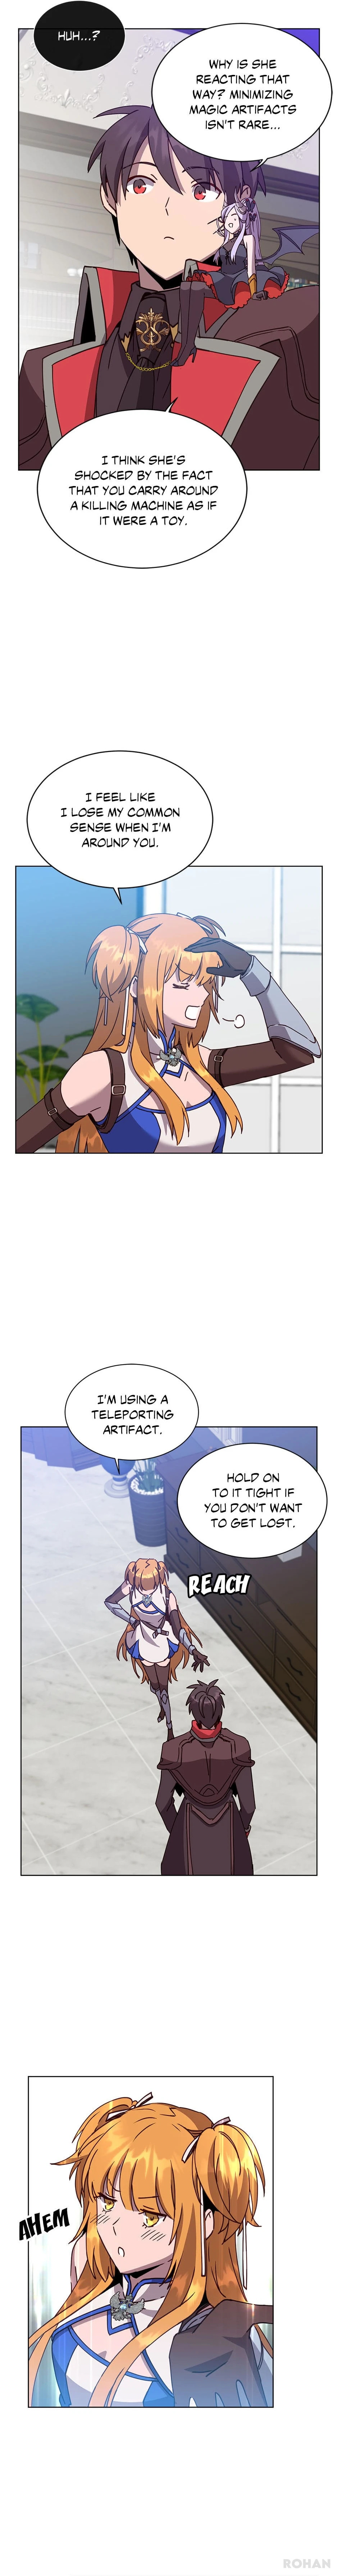 HUH...?
WHY IS SHE
REACTING THAT
WAY? MINIMIZING
MAGIC ARTIFACTS
ISN'T RARE...
I THINK SHE'S
SHOCKED BY THE FACT
THAT YOU CARRY AROUND
A KILLING MACHINE AS IF
IT WERE A TOY.
I FEEL LIKE
I LOSE MY COMMON
SENSE WHEN I'M
AROUND YOU.
I'M USING A
TELEPORTING
ARTIFACT.
HOLD ON
TO IT TIGHT IF
YOU DON'T WANT
TO GET LOST.
REACH
AHEM
ROHAN